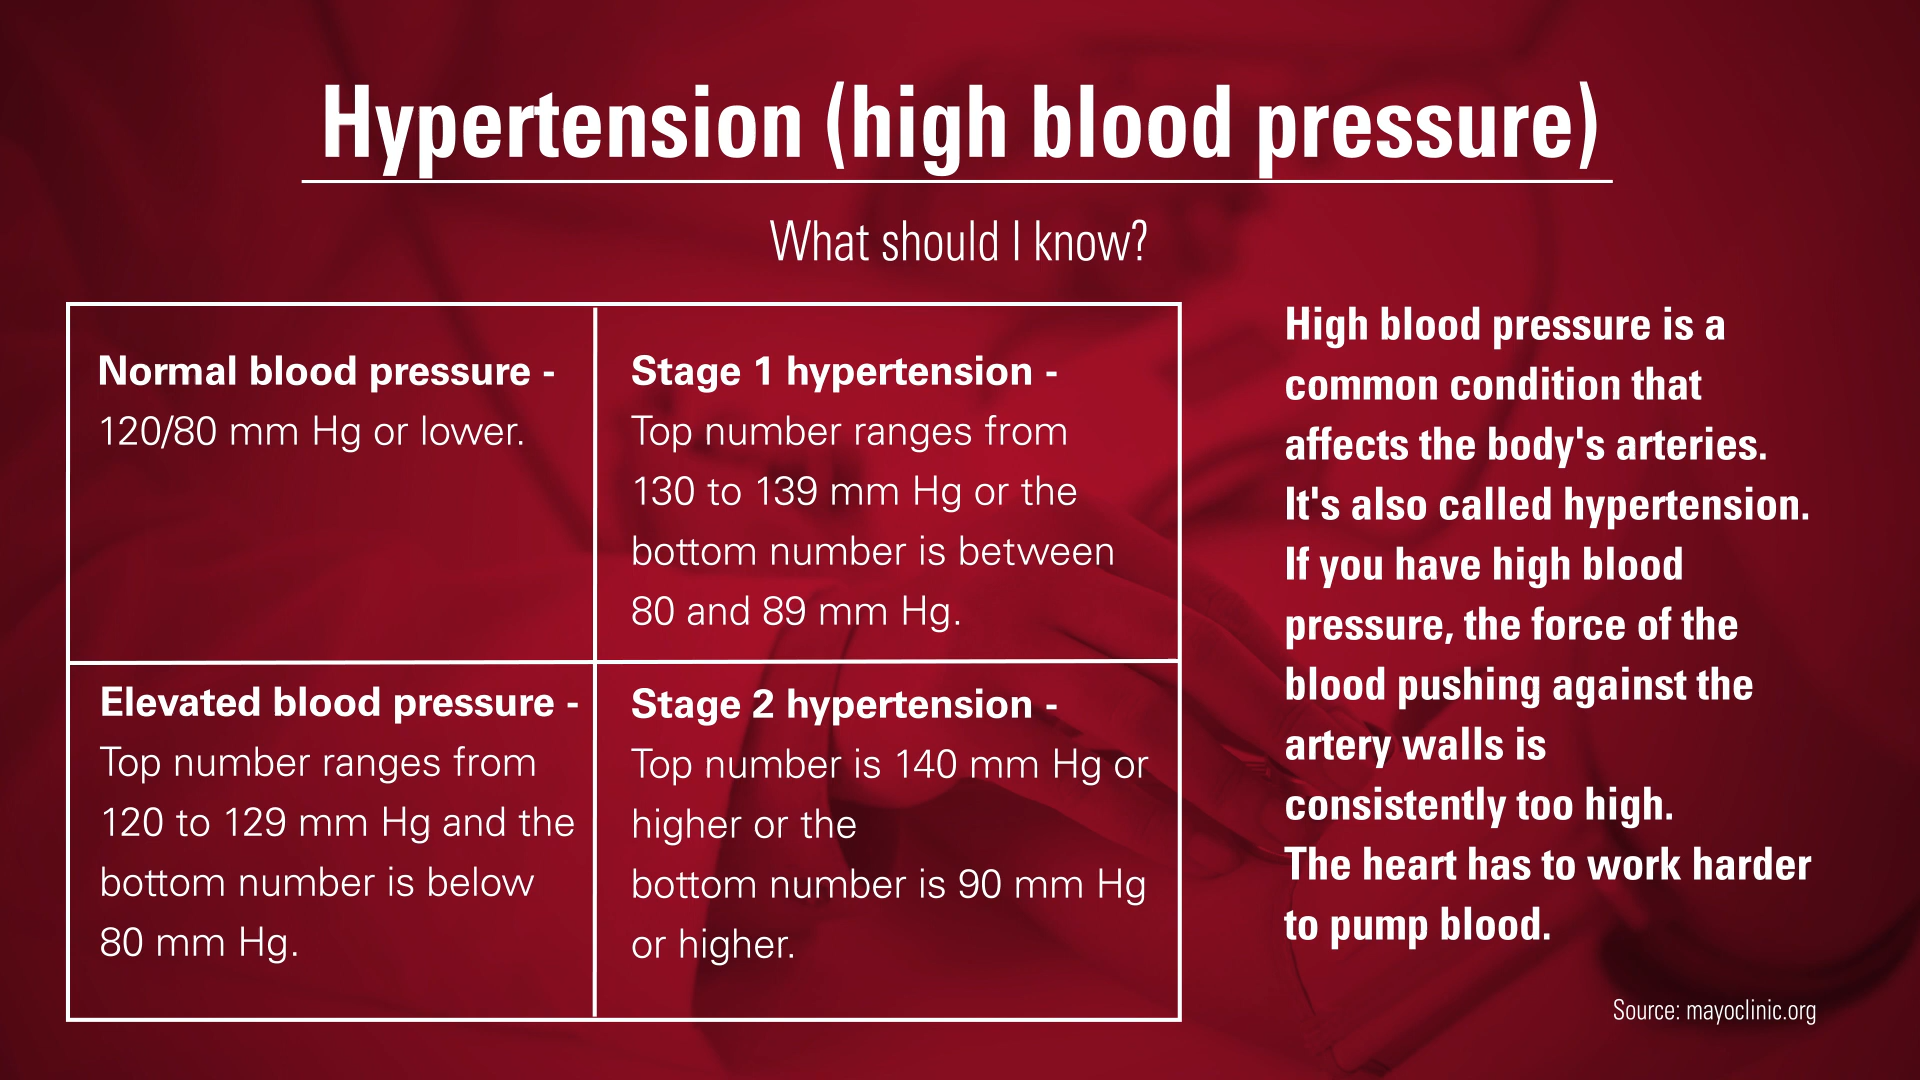 Hypertension (high blood pressure)
What should I know?
Normal blood pressure -
120/80 mm Hg or lower.
Stage 1 hypertension -
Top number ranges from
130 to 139 mm Hg or the
bottom number is between
80 and 89 mm Hg.
Elevated blood pressure -
Top number ranges from
120 to 129 mm Hg and the
bottom number is below
80 mm Hg.
Stage 2 hypertension -
Top number is 140 mm Hg or
higher or the
bottom number is 90 mm Hg
or higher.
High blood pressure is a
common condition that
affects the body's arteries.
It's also called hypertension.
If you have high blood
pressure, the force of the
blood pushing against the
artery walls is
consistently too high.
The heart has to work harder
to pump blood.
Source: mayoclinic.org